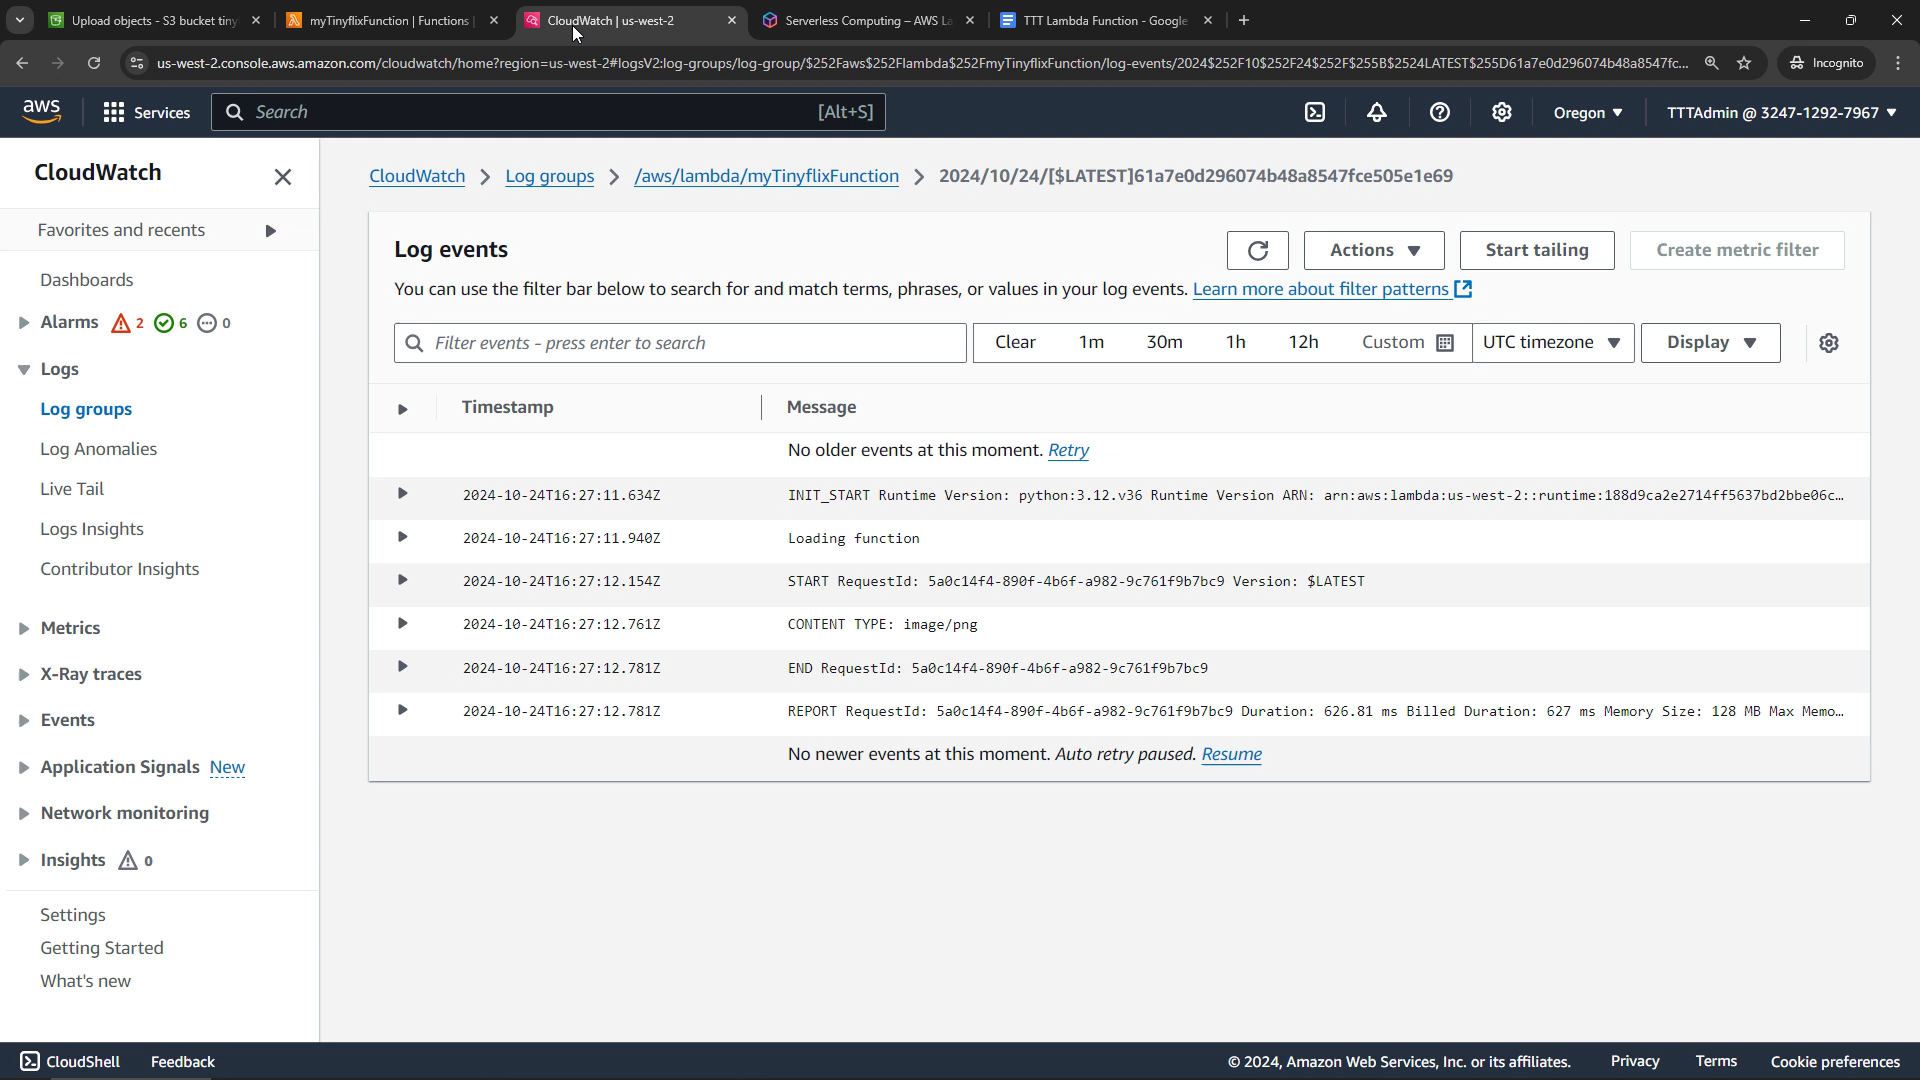 Upload objects - S3 bucket tiny
myTinyflixFunction | Functions
CloudWatch | us-west-2
Serverless Computing – AWS La
TTT Lambda Function - Google
us-west-2.console.aws.amazon.com/cloudwatch/home?region=us-west-2#logsV2:log-groups/log-group/$252Faws$252Flambda$252FmyTinyflixFunction/log-events/2024$252F10$252F24$252F$255B$2524LATEST$255D61a7e0d296074b48a8547fc...
Incognito
aws
Services
Search
[Alt+S]
Oregon
TTTAdmin @ 3247-1292-7967
CloudWatch
Favorites and recents
Dashboards
Alarms 2 6 0
Logs
Log groups
Log Anomalies
Live Tail
Logs Insights
Contributor Insights
Metrics
X-Ray traces
Events
Application Signals New
Network monitoring
Insights 0
Settings
Getting Started
What's new
CloudWatch
Log groups
/aws/lambda/myTinyflixFunction
2024/10/24/[$LATEST]61a7e0d296074b48a8547fce505e1e69
Log events
Actions
Start tailing
Create metric filter
You can use the filter bar below to search for and match terms, phrases, or values in your log events. Learn more about filter patterns
Filter events - press enter to search
Clear
1m
30m
1h
12h
Custom
UTC timezone
Display
Timestamp
Message
No older events at this moment. Retry
2024-10-24T16:27:11.634Z INIT_START Runtime Version: python:3.12.v36 Runtime Version ARN: arn:aws:lambda:us-west-2::runtime:188d9ca2e2714ff5637bd2bbe06c…
2024-10-24T16:27:11.940Z Loading function
2024-10-24T16:27:12.154Z START RequestId: 5a0c14f4-890f-4b6f-a982-9c761f9b7bc9 Version: $LATEST
2024-10-24T16:27:12.761Z CONTENT TYPE: image/png
2024-10-24T16:27:12.781Z END RequestId: 5a0c14f4-890f-4b6f-a982-9c761f9b7bc9
2024-10-24T16:27:12.781Z REPORT RequestId: 5a0c14f4-890f-4b6f-a982-9c761f9b7bc9 Duration: 626.81 ms Billed Duration: 627 ms Memory Size: 128 MB Max Memo…
No newer events at this moment. Auto retry paused. Resume
CloudShell
Feedback
© 2024, Amazon Web Services, Inc. or its affiliates.
Privacy
Terms
Cookie preferences